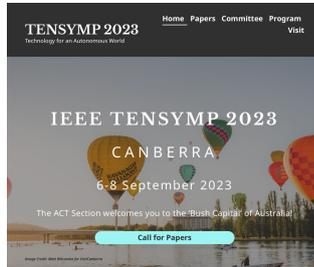 TENSYMP 2023
Technology for an Autonomous World
Home Papers Committee Program
Visit
IEEE TENSYMP 2023
CANBERRA
6-8 September 2023
The ACT Section welcomes you to the 'Bush Capital' of Australia!
Call for Papers